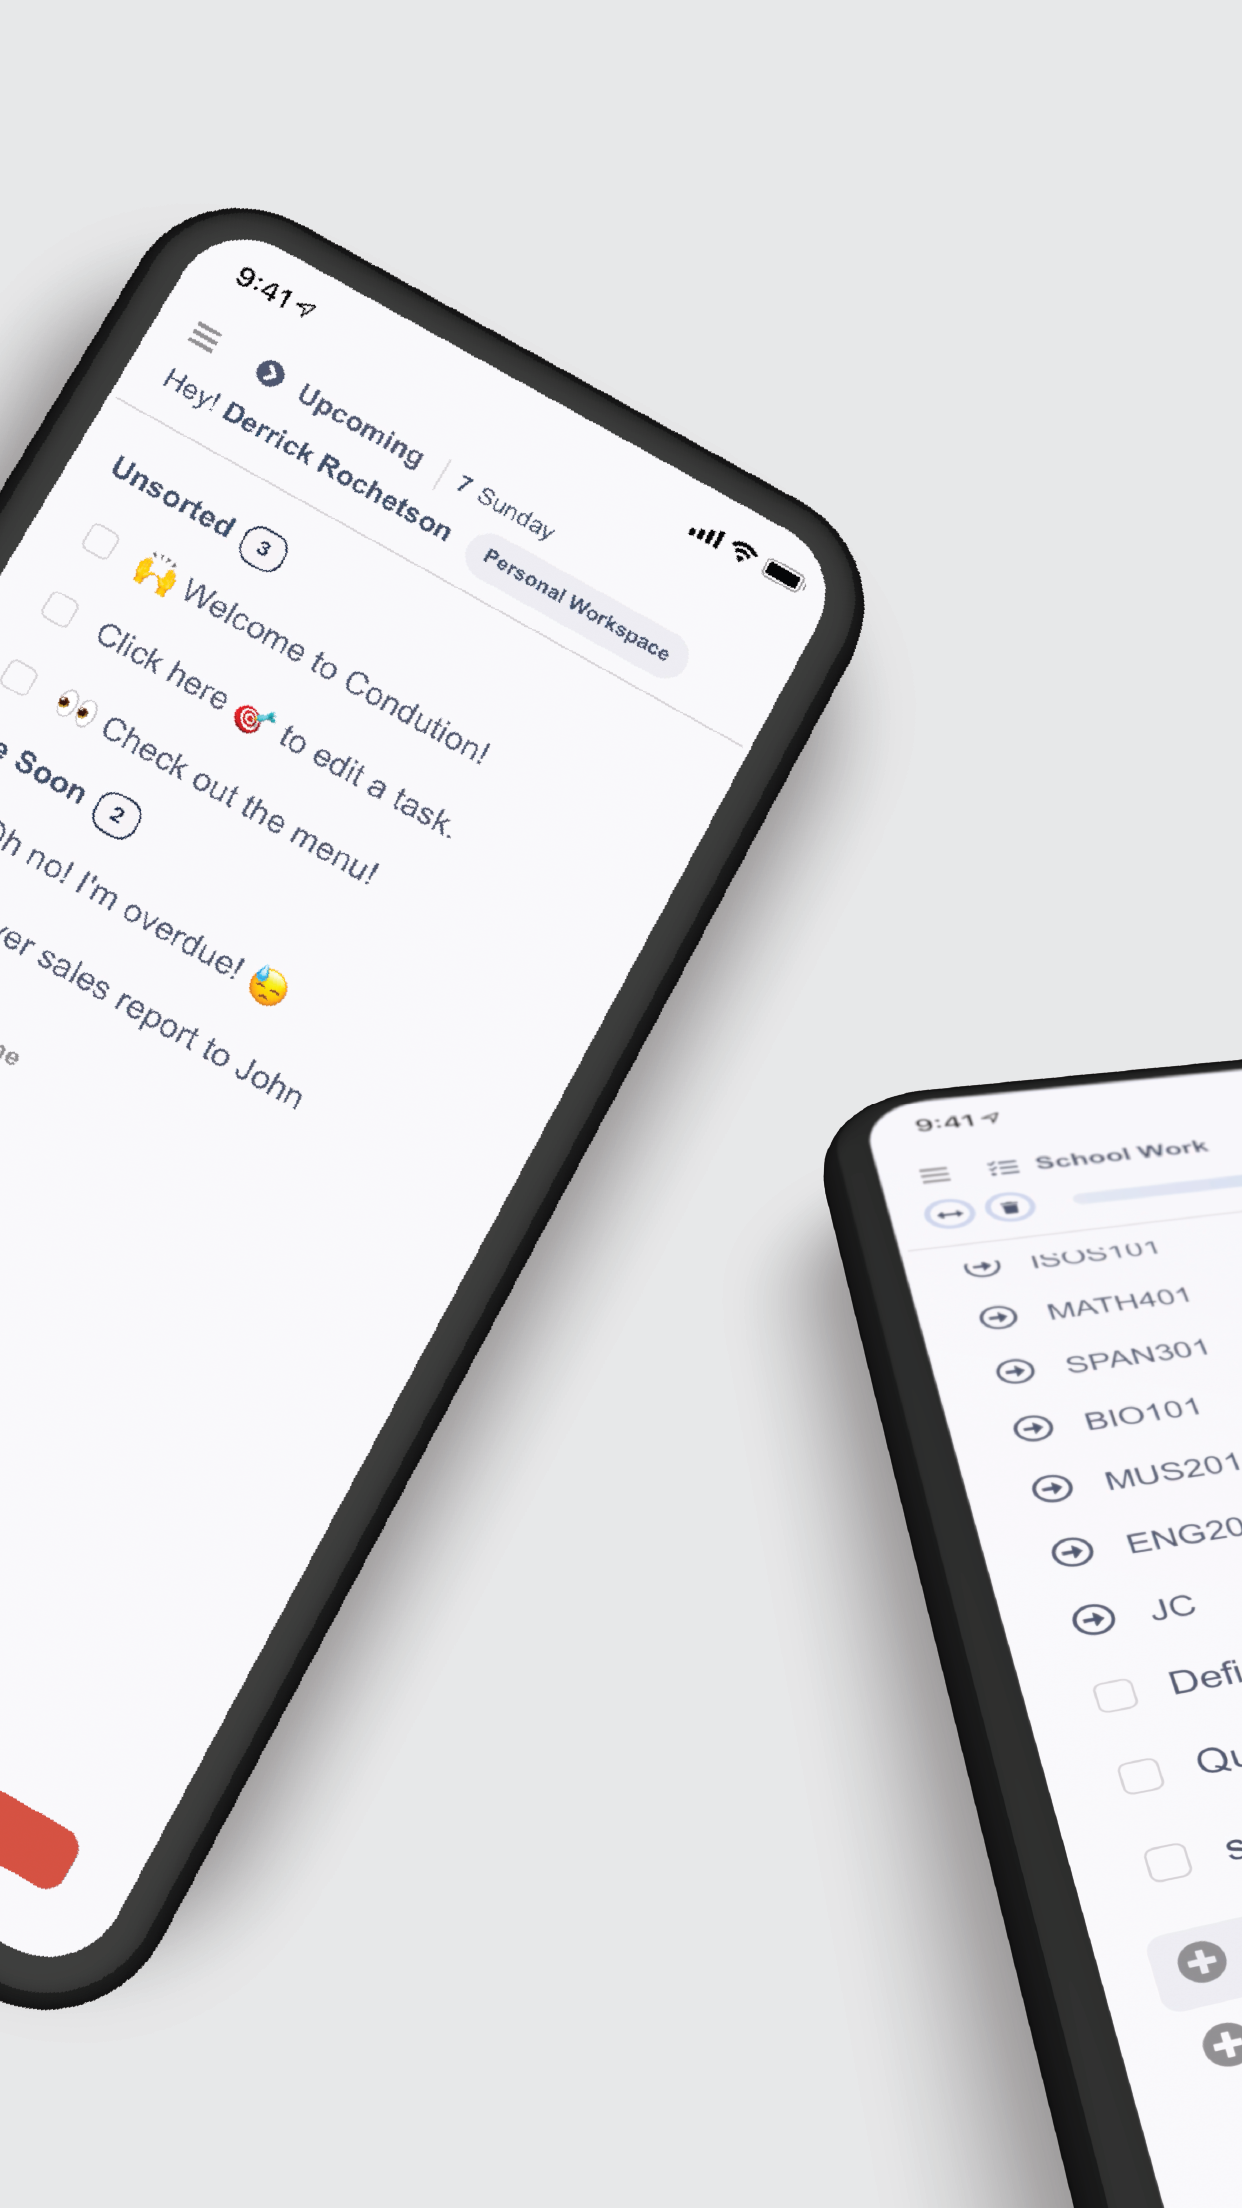 9:41
Upcoming | 7 Sunday
Hey! Derrick Rochetson Personal Workspace
Unsorted 3
🙌 Welcome to Condution!
Click here 🎯 to edit a task.
👀 Check out the menu!
Soon 2
no! I'm overdue! 😓
sales report to John
9:41
School Work
ISOS101
MATH401
SPAN301
BIO101
MUS201
ENG20
JC
Defi
Qu